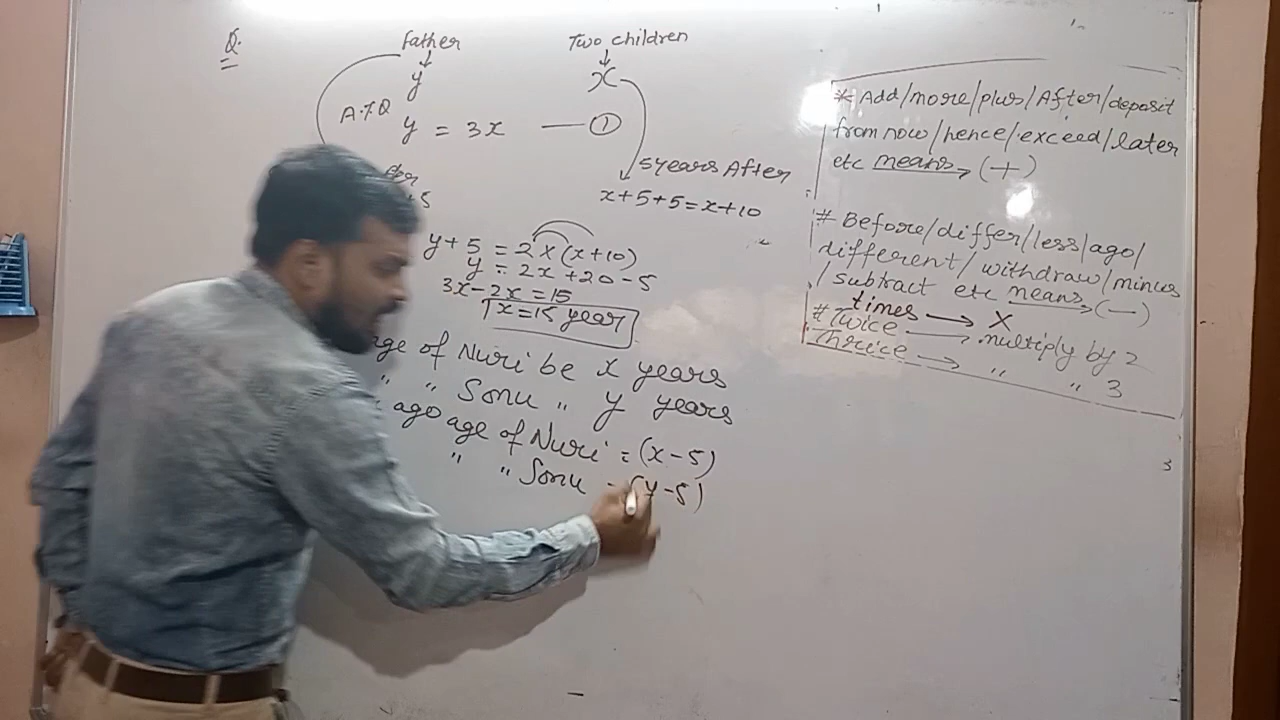 Q.
Father
Two children
y
x
A.T.Q
y = 3x — ①
5 years After
x+5+5=x+10
y+5 = 2×(x+10)
y = 2x+20-5
3x-2x=15
x=15 year
age of Nuri be x years
" " Sonu " y years
ago age of Nuri = (x-5)
" " Sonu = (y-5)
* Add/more/plus/After/deposit
from now/hence/exceed/later
etc means → (+)
# Before/differ/less/ago/
different/withdraw/minus
/subtract etc means → (—)
times → ×
# Twice → multiply by 2
Thrice → " " 3